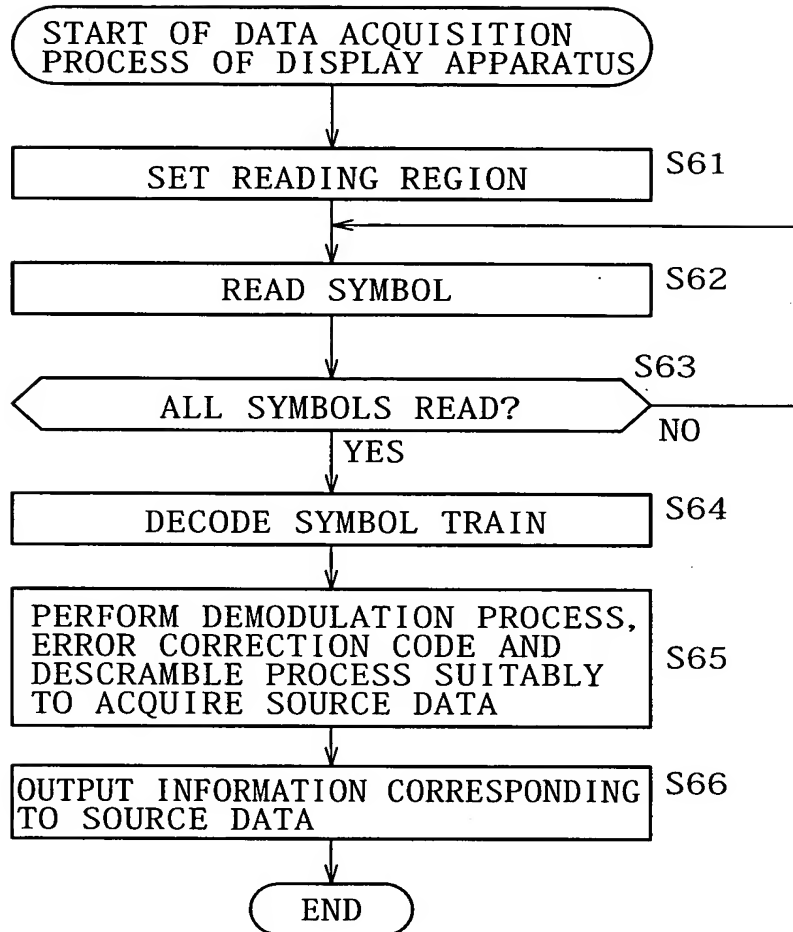 START OF DATA ACQUISITION
PROCESS OF DISPLAY APPARATUS
SET READING REGION
S61
READ SYMBOL
S62
S63
ALL SYMBOLS READ?
NO
YES
DECODE SYMBOL TRAIN
S64
PERFORM DEMODULATION PROCESS,
ERROR CORRECTION CODE AND
DESCRAMBLE PROCESS SUITABLY
TO ACQUIRE SOURCE DATA
S65
OUTPUT INFORMATION CORRESPONDING
TO SOURCE DATA
S66
END